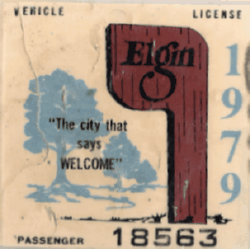 VEHICLE LICENSE
Elgin
1979
"The city that
says
WELCOME"
PASSENGER 18563